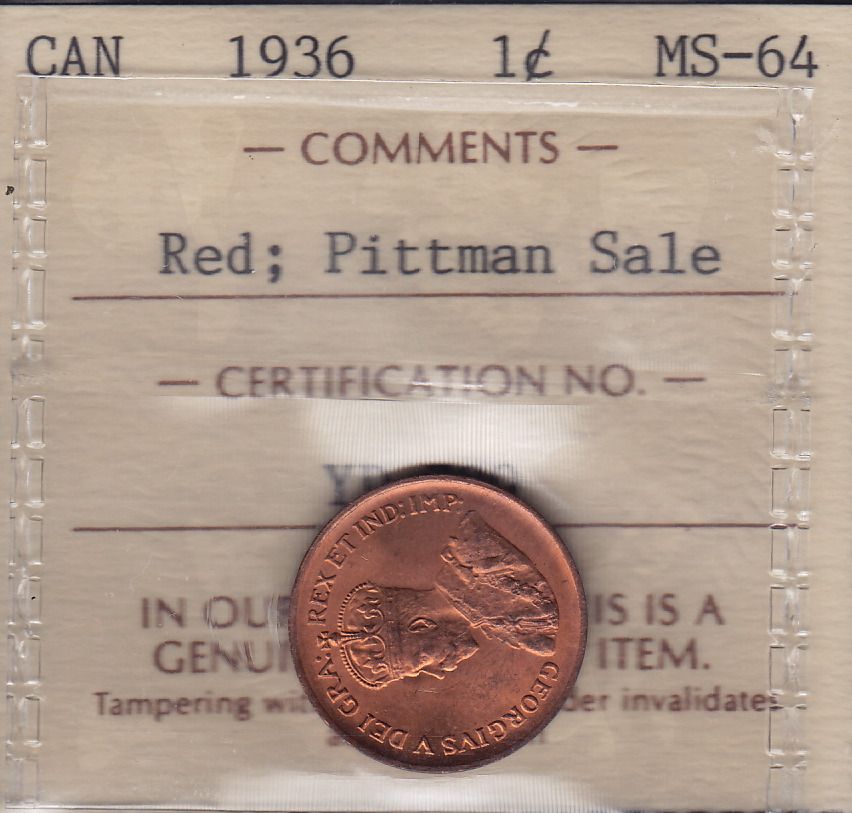 CAN 1936 1¢ MS-64
— COMMENTS —
Red; Pittman Sale
— CERTIFICATION NO. —
IN OU IS IS A
GENU ITEM.
Tampering wi der invalidates
GEORGIVS V DEI GRA: REX ET IND: IMP: